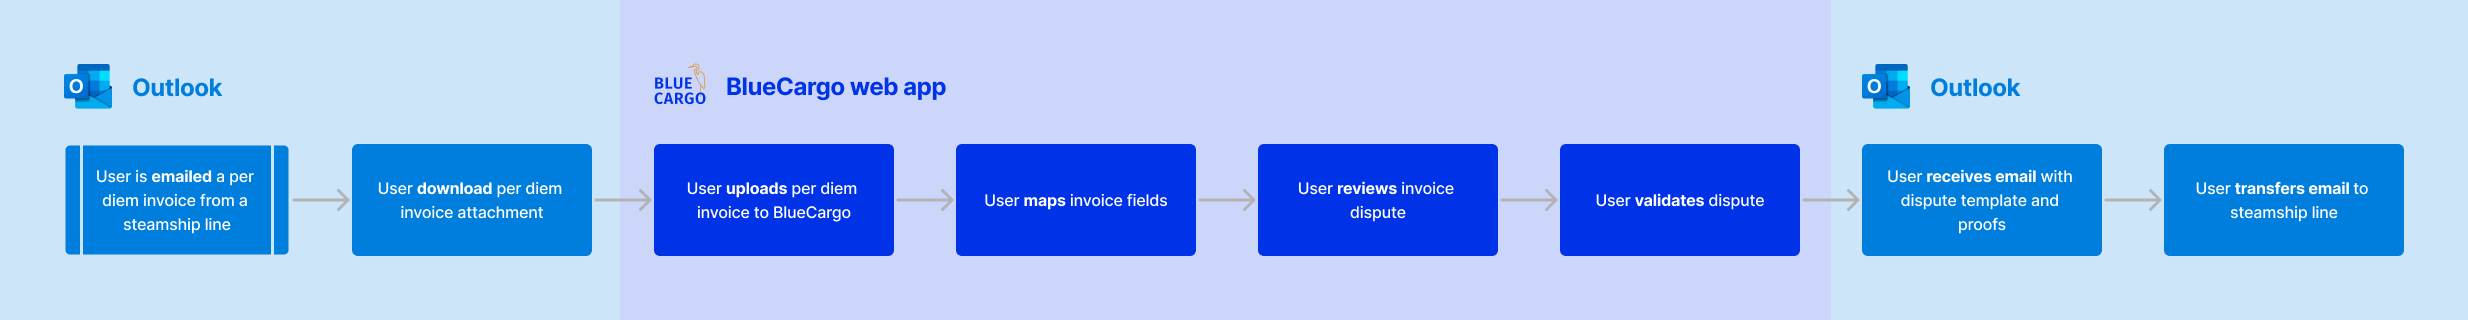 O
Outlook
User is emailed a per
diem invoice from a
steamship line
User download per diem
invoice attachment
BLUE
CARGO
BlueCargo web app
User uploads per diem
invoice to BlueCargo
User maps invoice fields
User reviews invoice
dispute
User validates dispute
O
Outlook
User receives email with
dispute template and
proofs
User transfers email to
steamship line